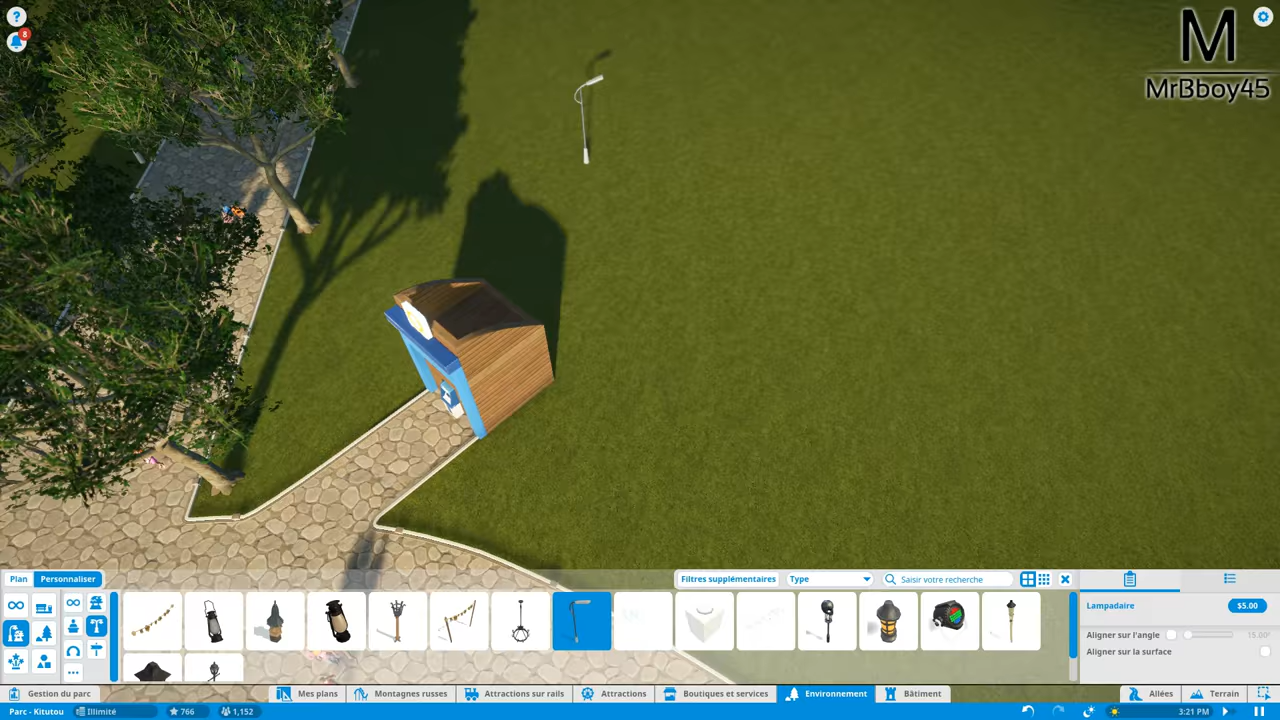 ?
8
M
MrBboy45
Plan
Personnaliser
Filtres supplémentaires
Type
Saisir votre recherche
Lampadaire
$5.00
Aligner sur l'angle
15.00°
Aligner sur la surface
Gestion du parc
Mes plans
Montagnes russes
Attractions sur rails
Attractions
Boutiques et services
Environnement
Bâtiment
Allées
Terrain
Parc - Kitutou
Illimité
766
1,152
3:21 PM